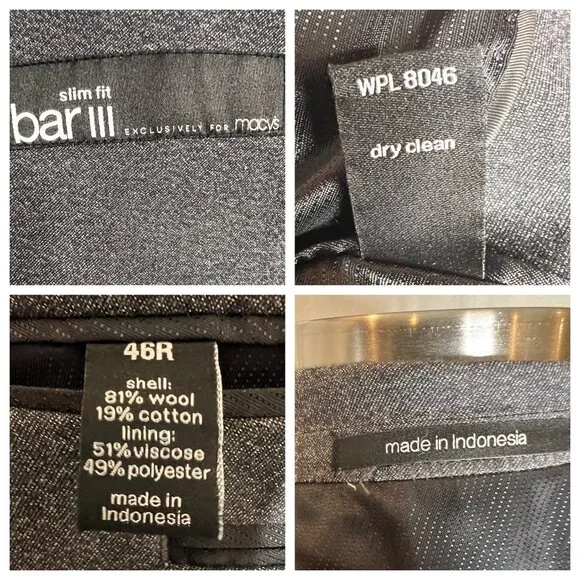 slim fit
bar III EXCLUSIVELY FOR macy's
WPL 8046
dry clean
46R
shell:
81% wool
19% cotton
lining:
51% viscose
49% polyester
made in
Indonesia
made in Indonesia